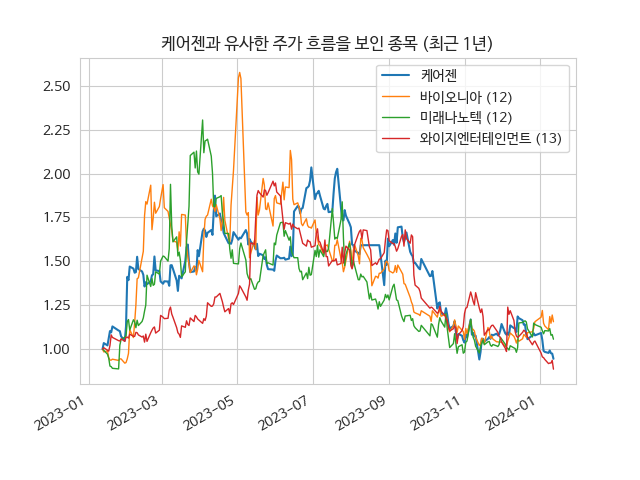 케어젠과 유사한 주가 흐름을 보인 종목 (최근 1년)
케어젠
바이오니아 (12)
미래나노텍 (12)
와이지엔터테인먼트 (13)
2.50
2.25
2.00
1.75
1.50
1.25
1.00
2023-01
2023-03
2023-05
2023-07
2023-09
2023-11
2024-01